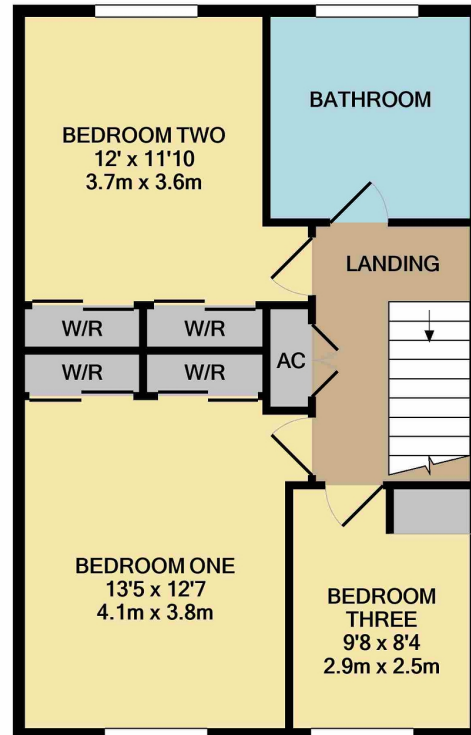 BATHROOM
BEDROOM TWO
12' x 11'10
3.7m x 3.6m
LANDING
W/R
W/R
W/R
W/R
AC
BEDROOM ONE
13'5 x 12'7
4.1m x 3.8m
BEDROOM
THREE
9'8 x 8'4
2.9m x 2.5m